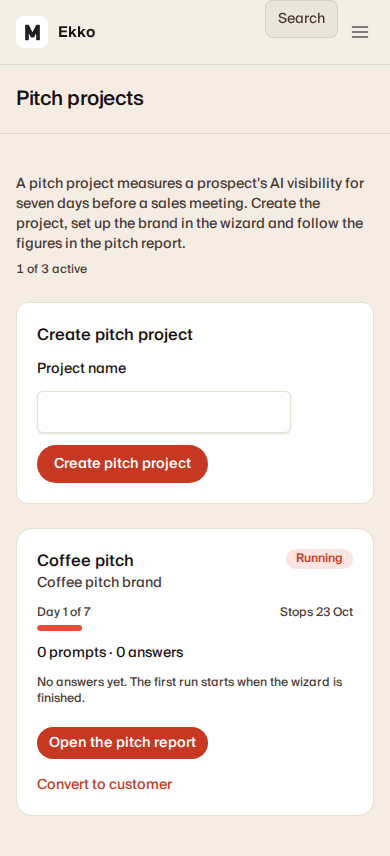 M Ekko
Search
Pitch projects
A pitch project measures a prospect's AI visibility for
seven days before a sales meeting. Create the
project, set up the brand in the wizard and follow the
figures in the pitch report.
1 of 3 active
Create pitch project
Project name
Create pitch project
Coffee pitch
Running
Coffee pitch brand
Day 1 of 7
Stops 23 Oct
0 prompts · 0 answers
No answers yet. The first run starts when the wizard is
finished.
Open the pitch report
Convert to customer